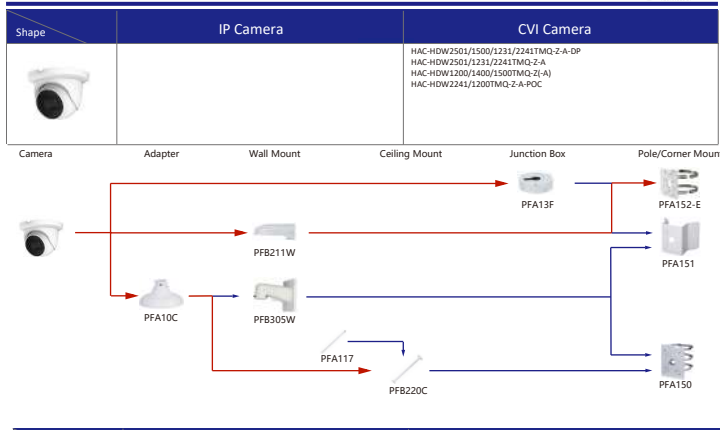 Shape
IP Camera
CVI Camera
HAC-HDW2501/1500/1231/2241TMQ-Z-A-DP
HAC-HDW2501/1231/2241TMQ-Z-A
HAC-HDW1200/1400/1500TMQ-Z(-A)
HAC-HDW2241/1200TMQ-Z-A-POC
Camera
Adapter
Wall Mount
Ceiling Mount
Junction Box
Pole/Corner Moun
PFA13F
PFA152-E
PFB211W
PFA151
PFA10C
PFB305W
PFA117
PFB220C
PFA150